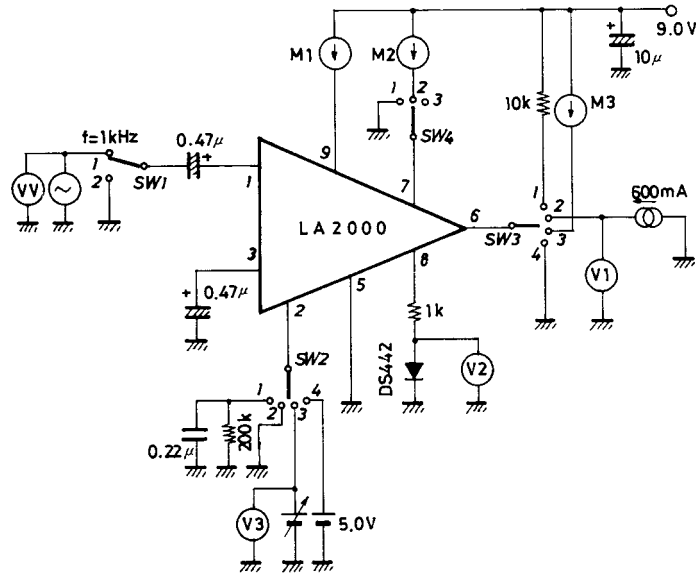 9.0V
M1
M2
+
10μ
1
2
3
SW4
10k
M3
f=1kHz
0.47μ
+
VV
1
2
SW1
1
9
7
LA2000
6
SW3
1
2
3
4
600mA
V1
3
+
0.47μ
2
5
8
1k
DS442
V2
SW2
1
2
3
4
0.22μ
200k
V3
5.0V